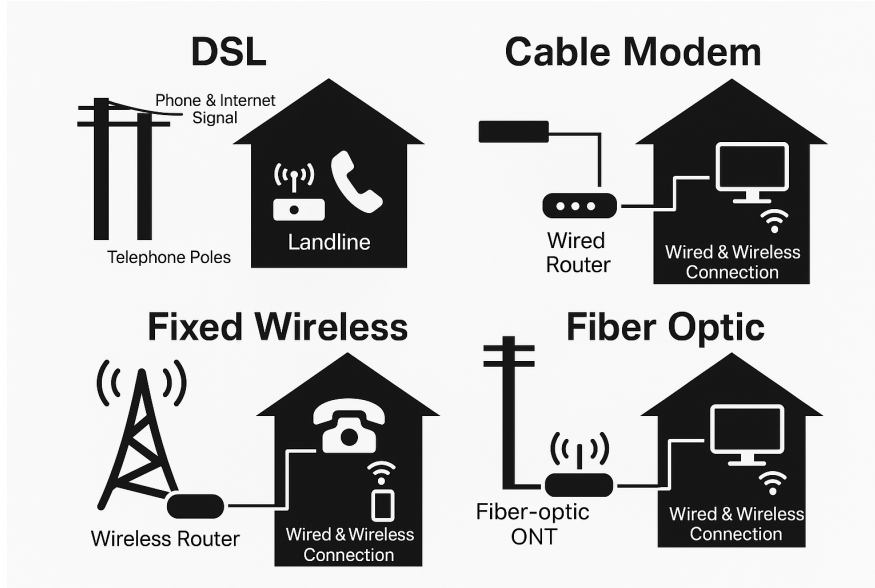 DSL
Phone & Internet
Signal
Landline
Telephone Poles
Cable Modem
Wired
Router
Wired & Wireless
Connection
Fixed Wireless
Wireless Router
Wired & Wireless
Connection
Fiber Optic
Fiber-optic
ONT
Wired & Wireless
Connection